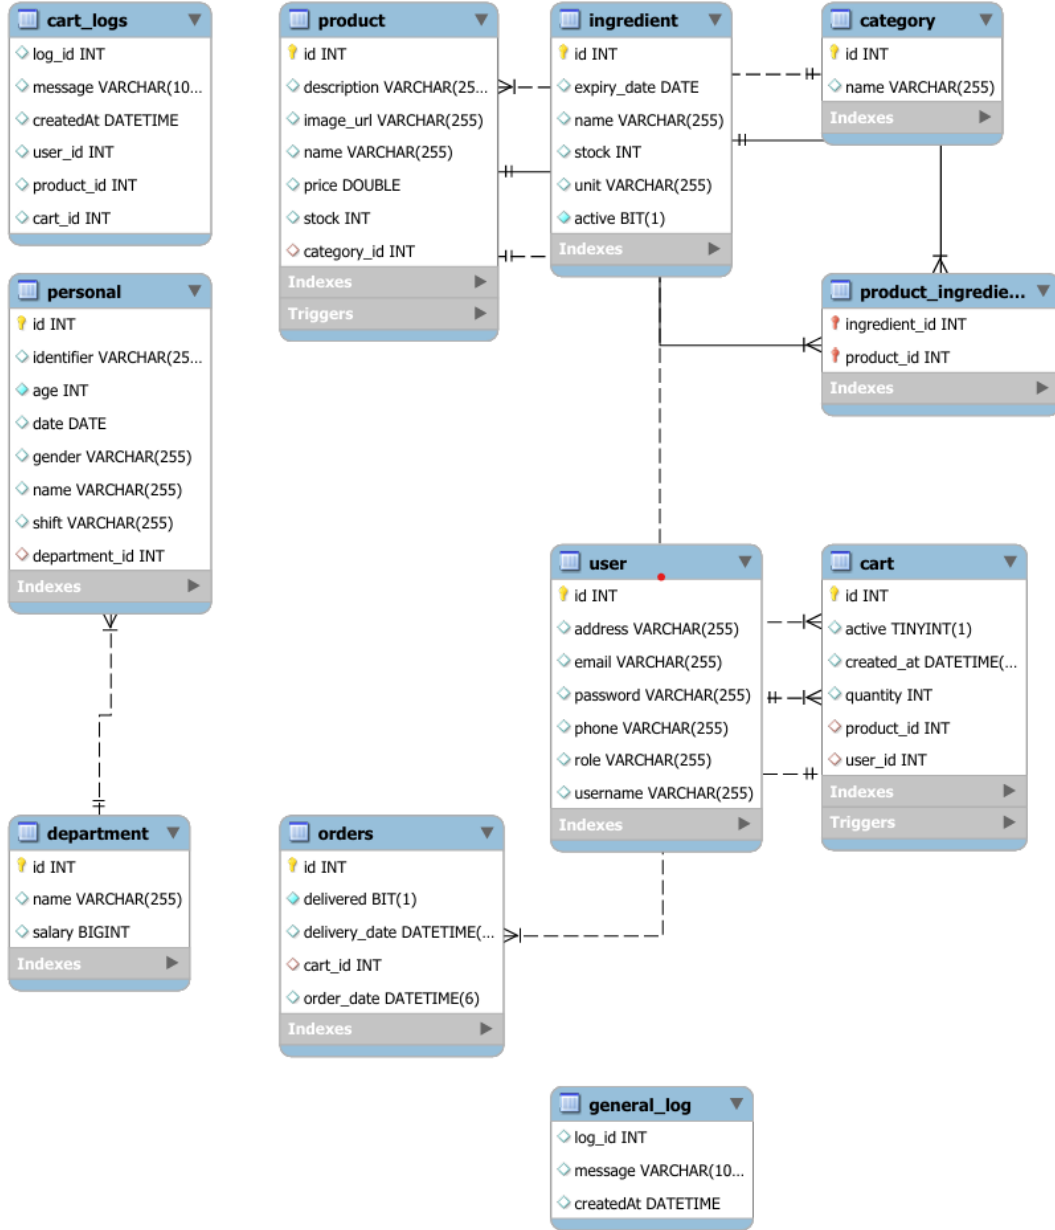 cart_logs
log_id INT
message VARCHAR(10...
createdAt DATETIME
user_id INT
product_id INT
cart_id INT
product
id INT
description VARCHAR(25...
image_url VARCHAR(255)
name VARCHAR(255)
price DOUBLE
stock INT
category_id INT
Indexes
Triggers
ingredient
id INT
expiry_date DATE
name VARCHAR(255)
stock INT
unit VARCHAR(255)
active BIT(1)
Indexes
category
id INT
name VARCHAR(255)
Indexes
personal
id INT
identifier VARCHAR(25...
age INT
date DATE
gender VARCHAR(255)
name VARCHAR(255)
shift VARCHAR(255)
department_id INT
Indexes
product_ingredie...
ingredient_id INT
product_id INT
Indexes
user
id INT
address VARCHAR(255)
email VARCHAR(255)
password VARCHAR(255)
phone VARCHAR(255)
role VARCHAR(255)
username VARCHAR(255)
Indexes
cart
id INT
active TINYINT(1)
created_at DATETIME(...
quantity INT
product_id INT
user_id INT
Indexes
Triggers
department
id INT
name VARCHAR(255)
salary BIGINT
Indexes
orders
id INT
delivered BIT(1)
delivery_date DATETIME(...
cart_id INT
order_date DATETIME(6)
Indexes
general_log
log_id INT
message VARCHAR(10...
createdAt DATETIME